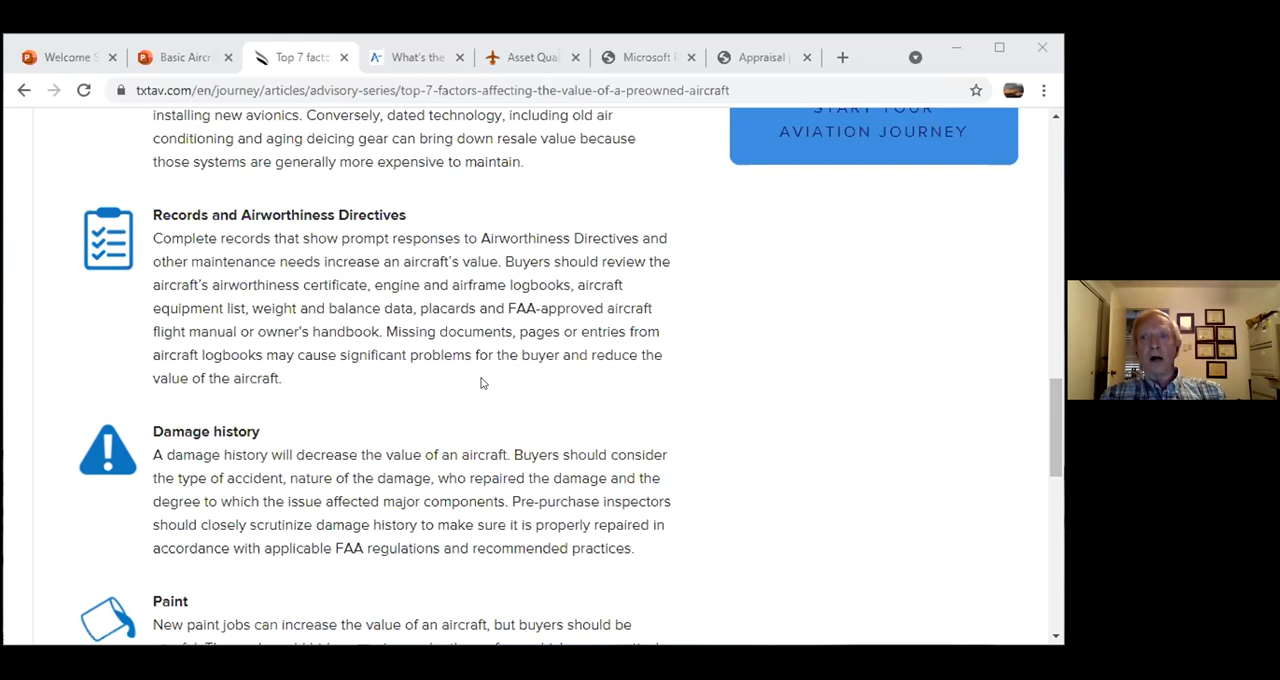 Welcome S
Basic Aircr
Top 7 facto
What's the
Asset Qual
Microsoft
Appraisal
txtav.com/en/journey/articles/advisory-series/top-7-factors-affecting-the-value-of-a-preowned-aircraft
installing new avionics. Conversely, dated technology, including old air
conditioning and aging deicing gear can bring down resale value because
those systems are generally more expensive to maintain.
START YOUR
AVIATION JOURNEY
Records and Airworthiness Directives
Complete records that show prompt responses to Airworthiness Directives and
other maintenance needs increase an aircraft's value. Buyers should review the
aircraft's airworthiness certificate, engine and airframe logbooks, aircraft
equipment list, weight and balance data, placards and FAA-approved aircraft
flight manual or owner's handbook. Missing documents, pages or entries from
aircraft logbooks may cause significant problems for the buyer and reduce the
value of the aircraft.
Damage history
A damage history will decrease the value of an aircraft. Buyers should consider
the type of accident, nature of the damage, who repaired the damage and the
degree to which the issue affected major components. Pre-purchase inspectors
should closely scrutinize damage history to make sure it is properly repaired in
accordance with applicable FAA regulations and recommended practices.
Paint
New paint jobs can increase the value of an aircraft, but buyers should be